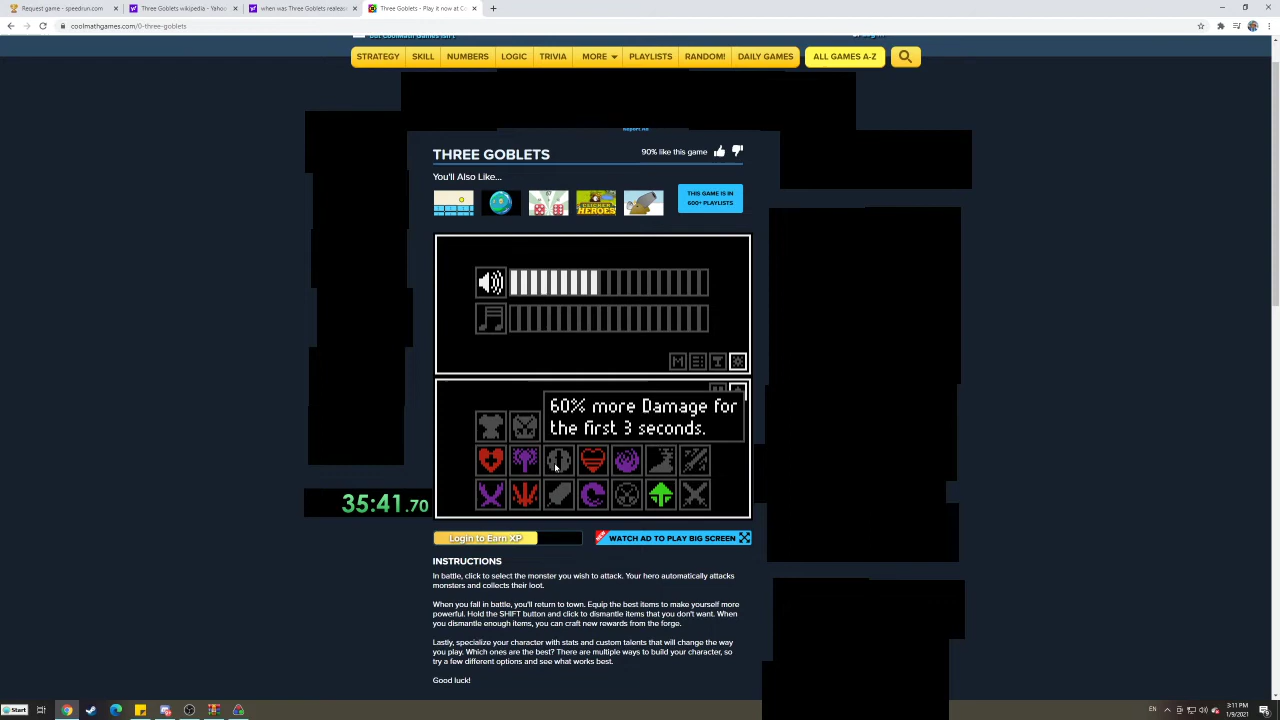 Request game - speedrun.com
Three Goblets wikipedia - Yahoo
when was Three Goblets realease
Three Goblets - Play it now at C
coolmathgames.com/0-three-goblets
STRATEGY SKILL NUMBERS LOGIC TRIVIA MORE PLAYLISTS RANDOM! DAILY GAMES ALL GAMES A-Z
Report Ad
THREE GOBLETS
90% like this game
You'll Also Like...
CLICKER
HEROES
THIS GAME IS IN
600+ PLAYLISTS
M
60% more Damage for
the first 3 seconds.
35:41.70
Login to Earn XP
NEW
WATCH AD TO PLAY BIG SCREEN
INSTRUCTIONS
In battle, click to select the monster you wish to attack. Your hero automatically attacks
monsters and collects their loot.
When you fall in battle, you'll return to town. Equip the best items to make yourself more
powerful. Hold the SHIFT button and click to dismantle items that you don't want. When
you dismantle enough items, you can craft new rewards from the forge.
Lastly, specialize your character with stats and custom talents that will change the way
you play. Which ones are the best? There are multiple ways to build your character, so
try a few different options and see what works best.
Good luck!
Start
EN
3:11 PM
1/9/2021